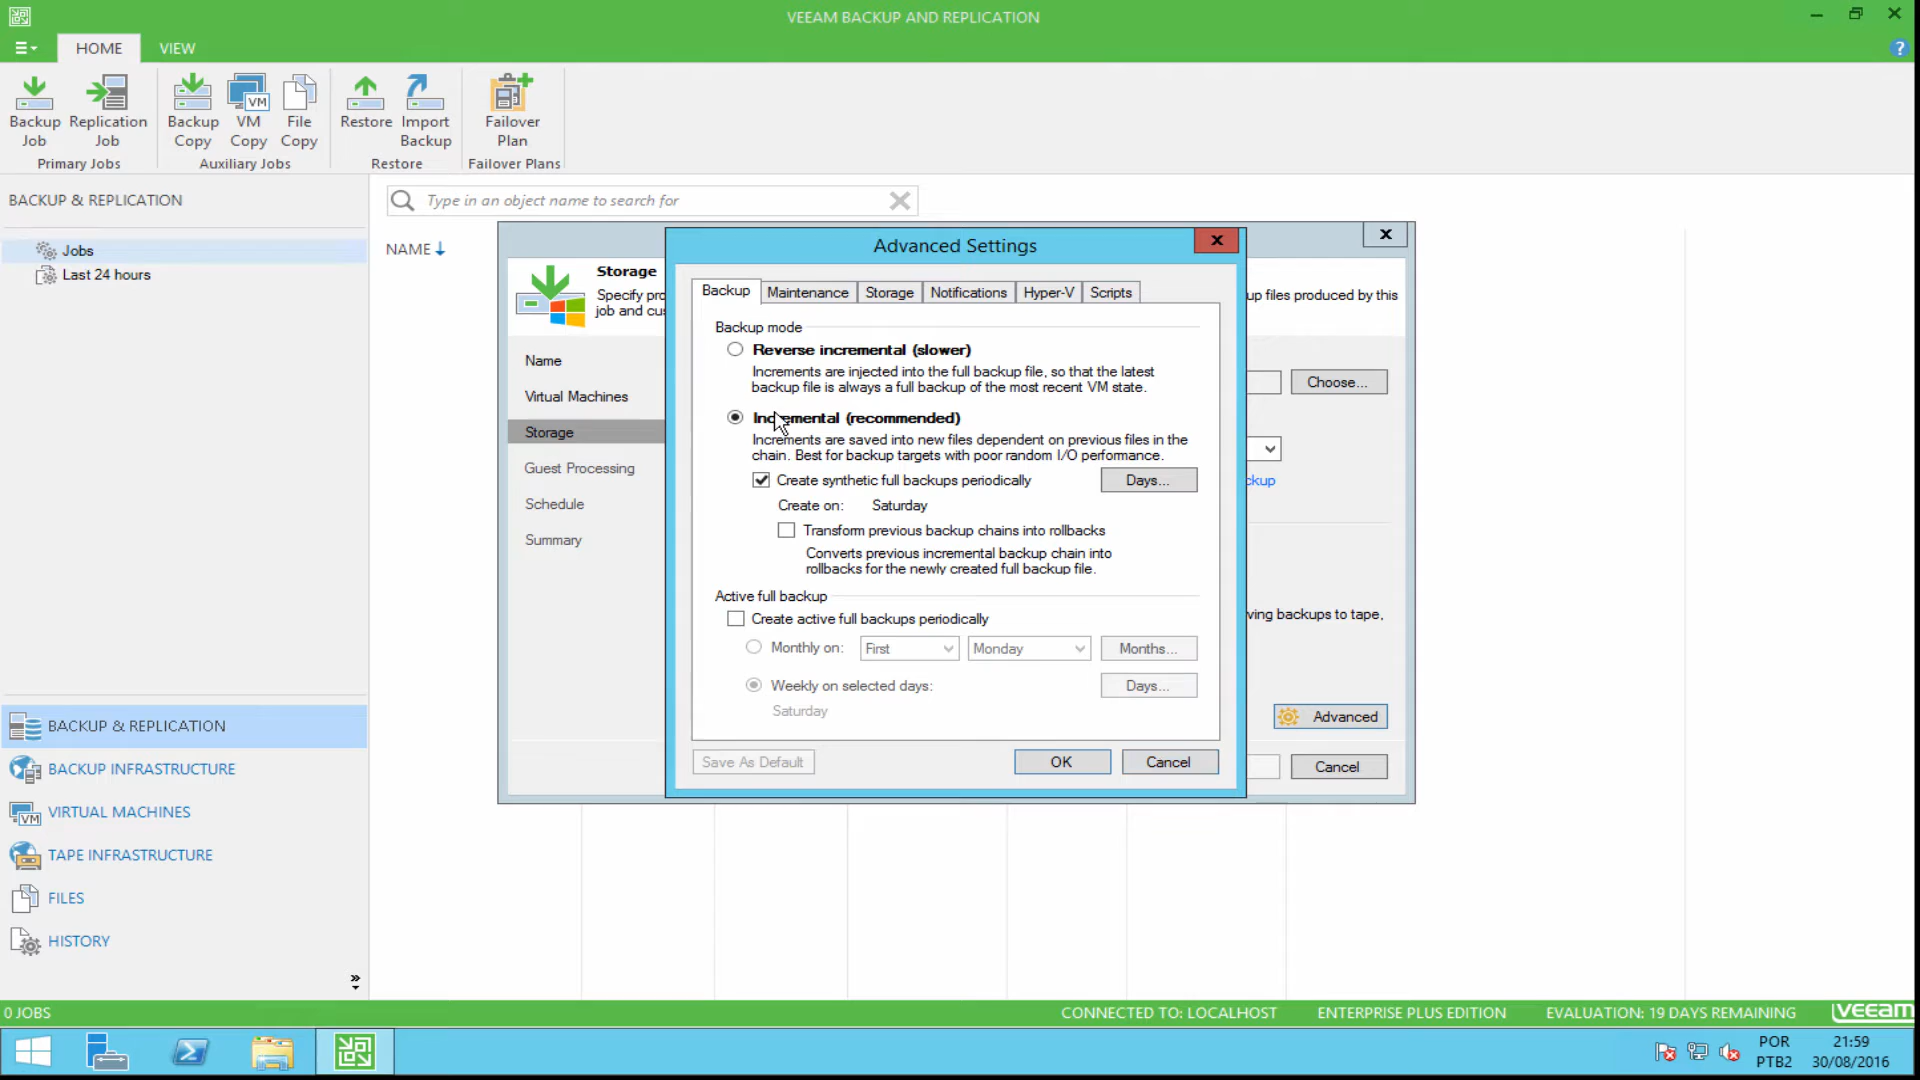 VEEAM BACKUP AND REPLICATION
HOME
VIEW
Backup Job
Replication Job
Primary Jobs
Backup Copy
VM Copy
File Copy
Auxiliary Jobs
Restore
Import Backup
Restore
Failover Plan
Failover Plans
BACKUP & REPLICATION
Jobs
Last 24 hours
Type in an object name to search for
NAME
Storage
Specify pro
job and cus
up files produced by this
Name
Virtual Machines
Storage
Guest Processing
Schedule
Summary
Choose...
ckup
ving backups to tape,
Advanced
Cancel
Advanced Settings
Backup
Maintenance
Storage
Notifications
Hyper-V
Scripts
Backup mode
Reverse incremental (slower)
Increments are injected into the full backup file, so that the latest
backup file is always a full backup of the most recent VM state.
Incremental (recommended)
Increments are saved into new files dependent on previous files in the
chain. Best for backup targets with poor random I/O performance.
Create synthetic full backups periodically
Days...
Create on: Saturday
Transform previous backup chains into rollbacks
Converts previous incremental backup chain into
rollbacks for the newly created full backup file.
Active full backup
Create active full backups periodically
Monthly on: First Monday Months...
Weekly on selected days: Days...
Saturday
Save As Default
OK
Cancel
BACKUP & REPLICATION
BACKUP INFRASTRUCTURE
VM VIRTUAL MACHINES
TAPE INFRASTRUCTURE
FILES
HISTORY
0 JOBS
CONNECTED TO: LOCALHOST
ENTERPRISE PLUS EDITION
EVALUATION: 19 DAYS REMAINING
veeam
POR
PTB2
21:59
30/08/2016